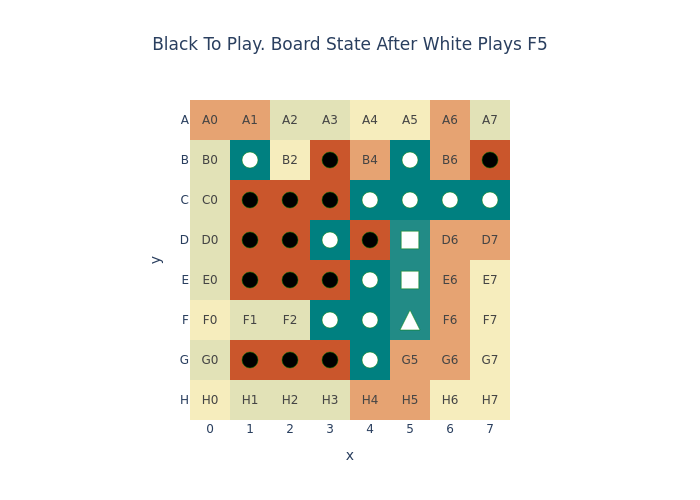 Black To Play. Board State After White Plays F5
A A0 A1 A2 A3 A4 A5 A6 A7
B B0 B2 B4 B6
C C0
D D0 D6 D7
E E0 E6 E7
F F0 F1 F2 F6 F7
G G0 G5 G6 G7
H H0 H1 H2 H3 H4 H5 H6 H7
0 1 2 3 4 5 6 7
x
y